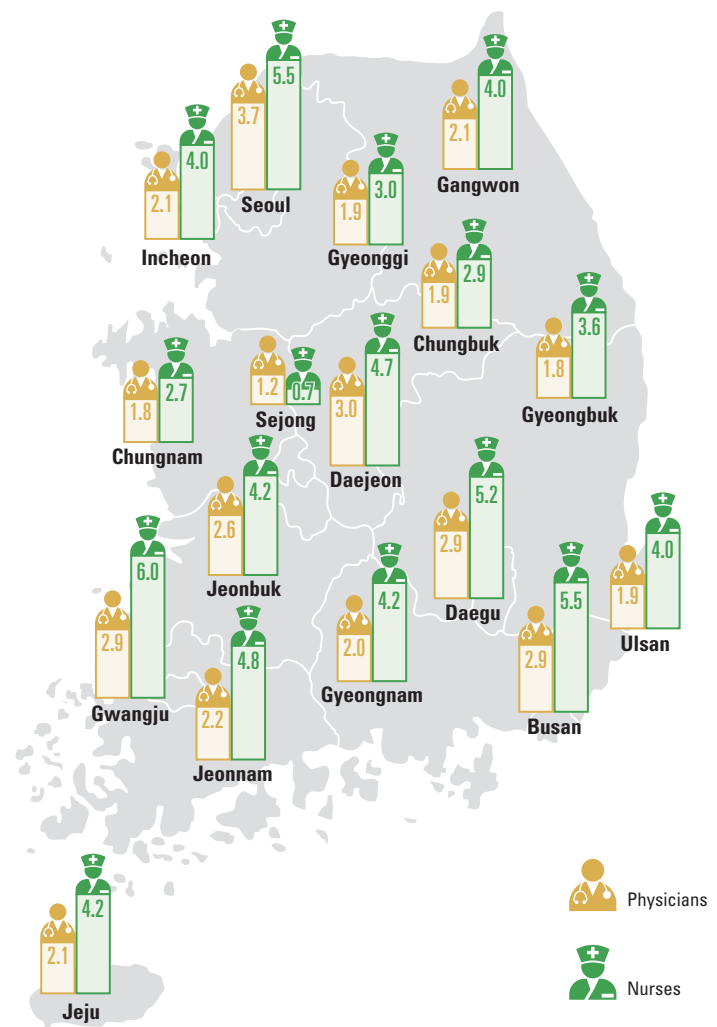 5.5
3.7
Seoul
4.0
2.1
Gangwon
4.0
2.1
Incheon
3.0
1.9
Gyeonggi
2.9
1.9
Chungbuk
3.6
1.8
Gyeongbuk
2.7
1.8
Chungnam
1.2
0.7
Sejong
4.7
3.0
Daejeon
4.2
2.6
Jeonbuk
5.2
2.9
Daegu
4.0
1.9
Ulsan
6.0
2.9
Gwangju
4.8
2.2
Jeonnam
4.2
2.0
Gyeongnam
5.5
2.9
Busan
4.2
2.1
Jeju
Physicians
Nurses